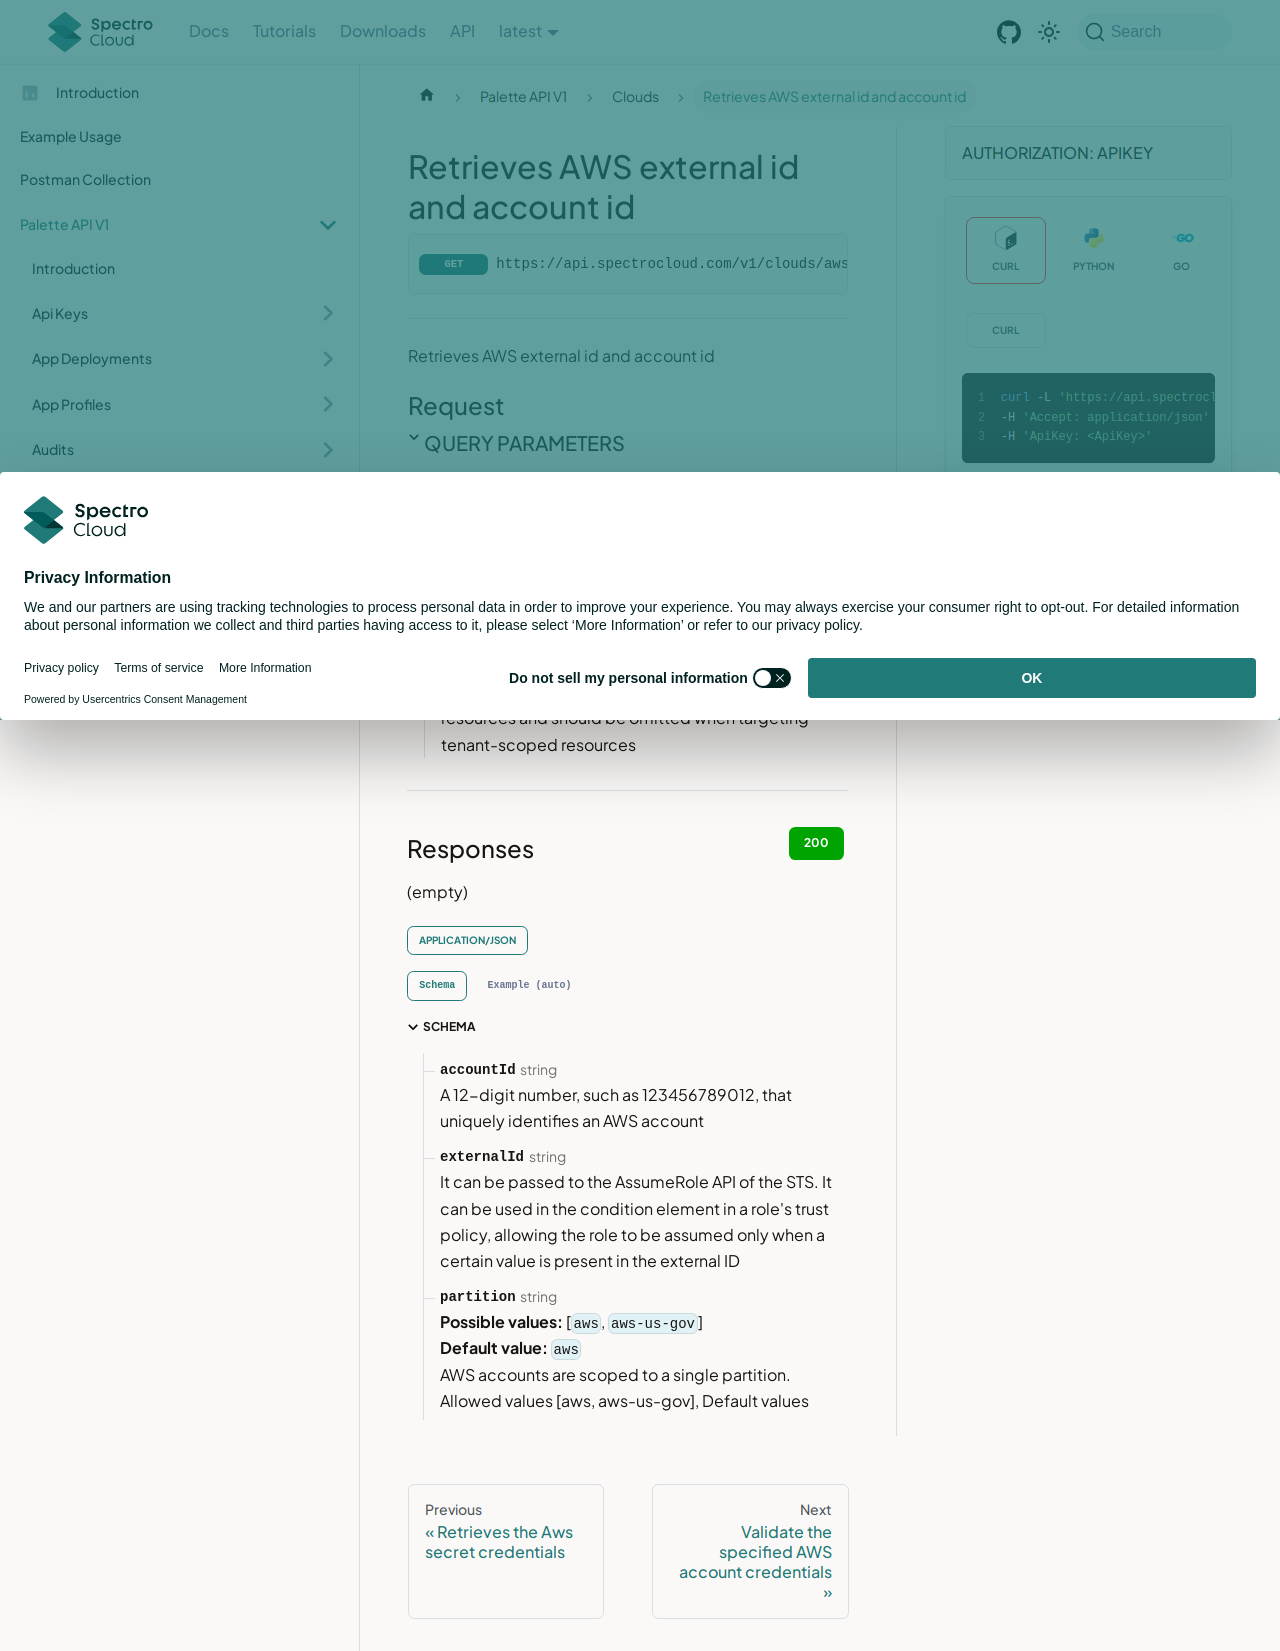 Spectro Cloud
Docs
Tutorials
Downloads
API
latest
Search
Introduction
Example Usage
Postman Collection
Palette API V1
Introduction
Api Keys
App Deployments
App Profiles
Audits
Palette API V1
Clouds
Retrieves AWS external id and account id
Retrieves AWS external id
and account id
GET
https://api.spectrocloud.com/v1/clouds/aws
Retrieves AWS external id and account id
Request
QUERY PARAMETERS
AUTHORIZATION: APIKEY
CURL
PYTHON
GO
CURL
1 curl -L 'https://api.spectrocl
2 -H 'Accept: application/json'
3 -H 'ApiKey: <ApiKey>'
Spectro
Cloud
Privacy Information
We and our partners are using tracking technologies to process personal data in order to improve your experience. You may always exercise your consumer right to opt-out. For detailed information
about personal information we collect and third parties having access to it, please select ‘More Information’ or refer to our privacy policy.
Privacy policy
Terms of service
More Information
Powered by Usercentrics Consent Management
Do not sell my personal information
OK
resources and should be omitted when targeting
tenant-scoped resources
Responses
200
(empty)
APPLICATION/JSON
Schema
Example (auto)
SCHEMA
accountId string
A 12-digit number, such as 123456789012, that
uniquely identifies an AWS account
externalId string
It can be passed to the AssumeRole API of the STS. It
can be used in the condition element in a role's trust
policy, allowing the role to be assumed only when a
certain value is present in the external ID
partition string
Possible values: [aws, aws-us-gov]
Default value: aws
AWS accounts are scoped to a single partition.
Allowed values [aws, aws-us-gov], Default values
Previous
« Retrieves the Aws
secret credentials
Next
Validate the
specified AWS
account credentials
»